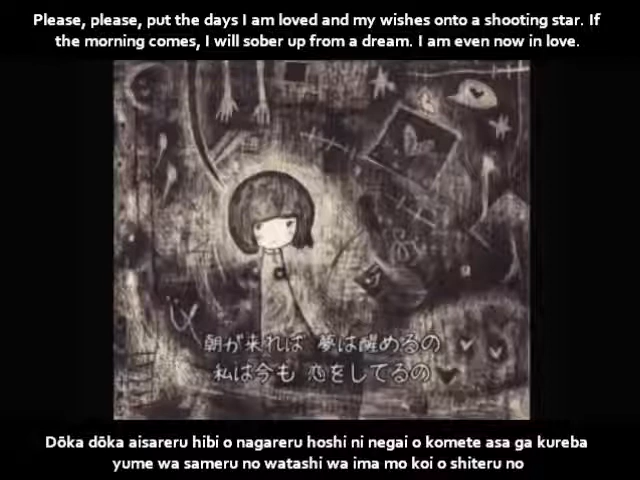 Please, please, put the days I am loved and my wishes onto a shooting star. If
the morning comes, I will sober up from a dream. I am even now in love.
朝が来れば 夢は醒めるの
私は今も 恋をしてるの
Dōka dōka aisareru hibi o nagareru hoshi ni negai o komete asa ga kureba
yume wa sameru no watashi wa ima mo koi o shiteru no